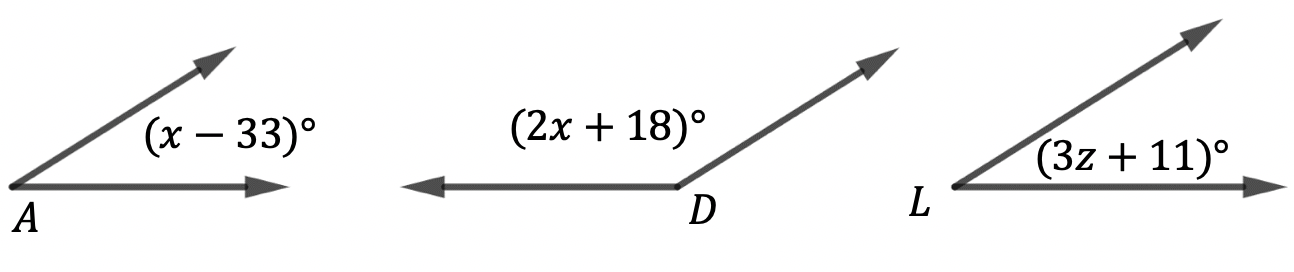 (x − 33)°
A
(2x + 18)°
D
(3z + 11)°
L